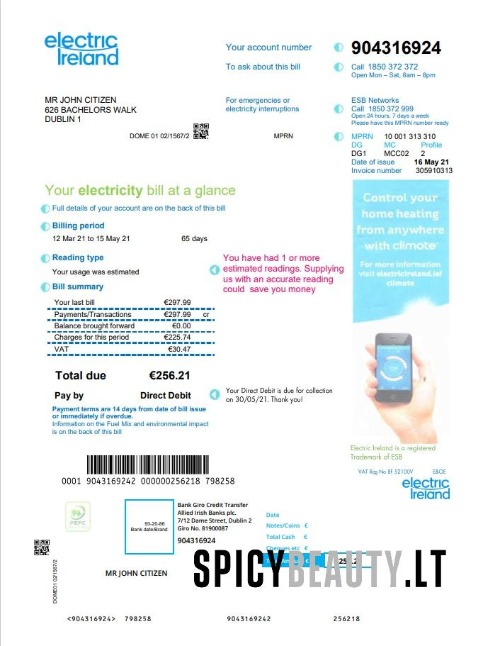 electric
Ireland
Your account number 904316924
To ask about this bill Call 1850 372 372
Open Mon – Sat, 8am – 8pm
MR JOHN CITIZEN
626 BACHELORS WALK
DUBLIN 1
For emergencies or
electricity interruptions
ESB Networks
Call 1850 372 999
Open 24 hours, 7 days a week
Please have this MPRN number ready
DOME 01 02/1567/2
MPRN
MPRN 10 001 313 310
DG MC Profile
DG1 MCC02 2
Date of issue 16 May 21
Invoice number 305910313
Your electricity bill at a glance
Full details of your account are on the back of this bill
Billing period
12 Mar 21 to 15 May 21 65 days
Reading type
Your usage was estimated
You have had 1 or more
estimated readings. Supplying
us with an accurate reading
could save you money
Bill summary
Your last bill €297.99
Payments/Transactions €297.99 cr
Balance brought forward €0.00
Charges for this period €225.74
VAT €30.47
Total due €256.21
Pay by Direct Debit
Your Direct Debit is due for collection
on 30/05/21. Thank you!
Payment terms are 14 days from date of bill issue
or immediately if overdue.
Information on the Fuel Mix and environmental impact
is on the back of this bill
Control your
home heating
from anywhere
with climote
For more information
visit electricireland.ie/
climote
Electric Ireland is a registered
Trademark of ESB
VAT Reg No 8F 52100V EBOE
electric
Ireland
0001 9043169242 000000256218 798258
PEFC
Bank date/Brand
Bank Giro Credit Transfer
Allied Irish Banks plc.
7/12 Dame Street, Dublin 2
Giro No. 81900087
904316924
Date
Notes/Coins €
Total Cash €
Cheques etc €
DOME01 02/1567/2
MR JOHN CITIZEN
SPICYBEAUTY.LT
<904316924> 798258 9043169242 256218